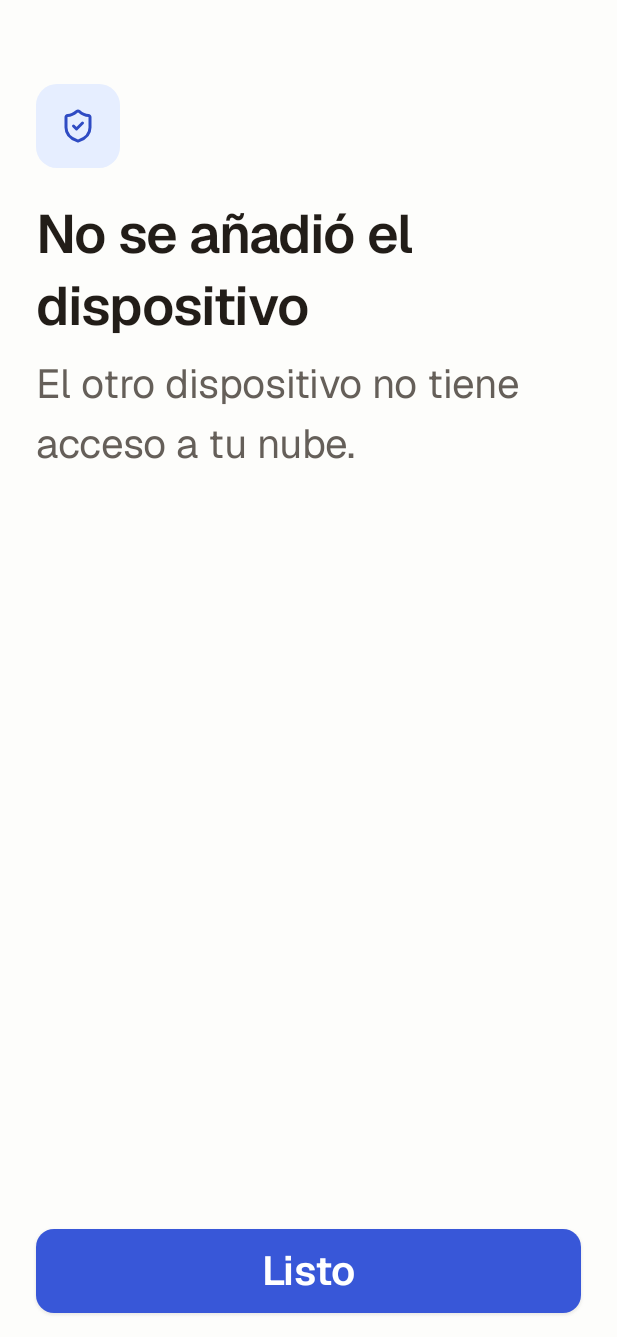 No se añadió el
dispositivo
El otro dispositivo no tiene
acceso a tu nube.
Listo